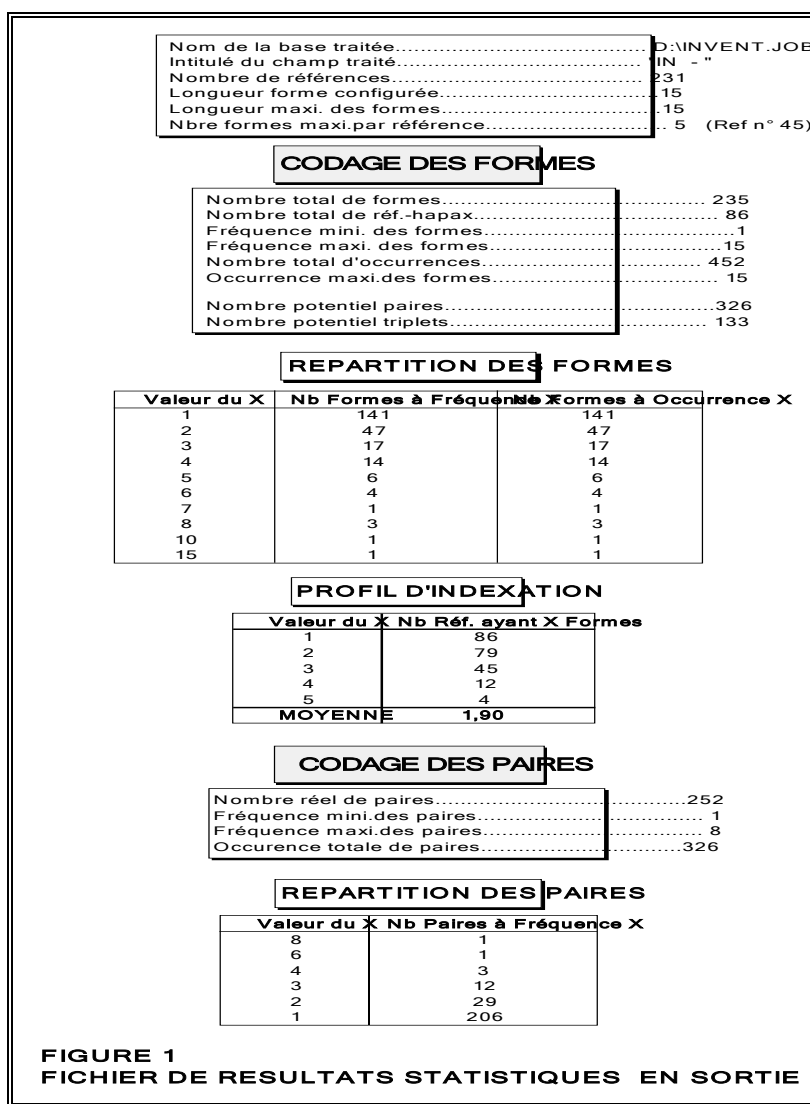 Nom de la base traitée........................................ D:\INVENT.JOB
Intitulé du champ traité....................................... "IN - "
Nombre de références......................................... 231
Longueur forme configurée................................15
Longueur maxi. des formes.................................15
Nbre formes maxi.par référence............................. 5 (Ref n° 45)
CODAGE DES FORMES
Nombre total de formes.......................................... 235
Nombre total de réf.-hapax....................................... 86
Fréquence mini. des formes.......................................1
Fréquence maxi. des formes.....................................15
Nombre total d'occurrences................................... 452
Occurrence maxi.des formes..................................... 15
Nombre potentiel paires...........................................326
Nombre potentiel triplets......................................... 133
REPARTITION DES FORMES
Valeur du X Nb Formes à Fréquence X Nb Formes à Occurrence X
1 141 141
2 47 47
3 17 17
4 14 14
5 6 6
6 4 4
7 1 1
8 3 3
10 1 1
15 1 1
PROFIL D'INDEXATION
Valeur du X Nb Réf. ayant X Formes
1 86
2 79
3 45
4 12
5 4
MOYENNE 1,90
CODAGE DES PAIRES
Nombre réel de paires........................................252
Fréquence mini.des paires................................... 1
Fréquence maxi.des paires................................... 8
Occurence totale de paires................................326
REPARTITION DES PAIRES
Valeur du X Nb Paires à Fréquence X
8 1
6 1
4 3
3 12
2 29
1 206
FIGURE 1
FICHIER DE RESULTATS STATISTIQUES EN SORTIE